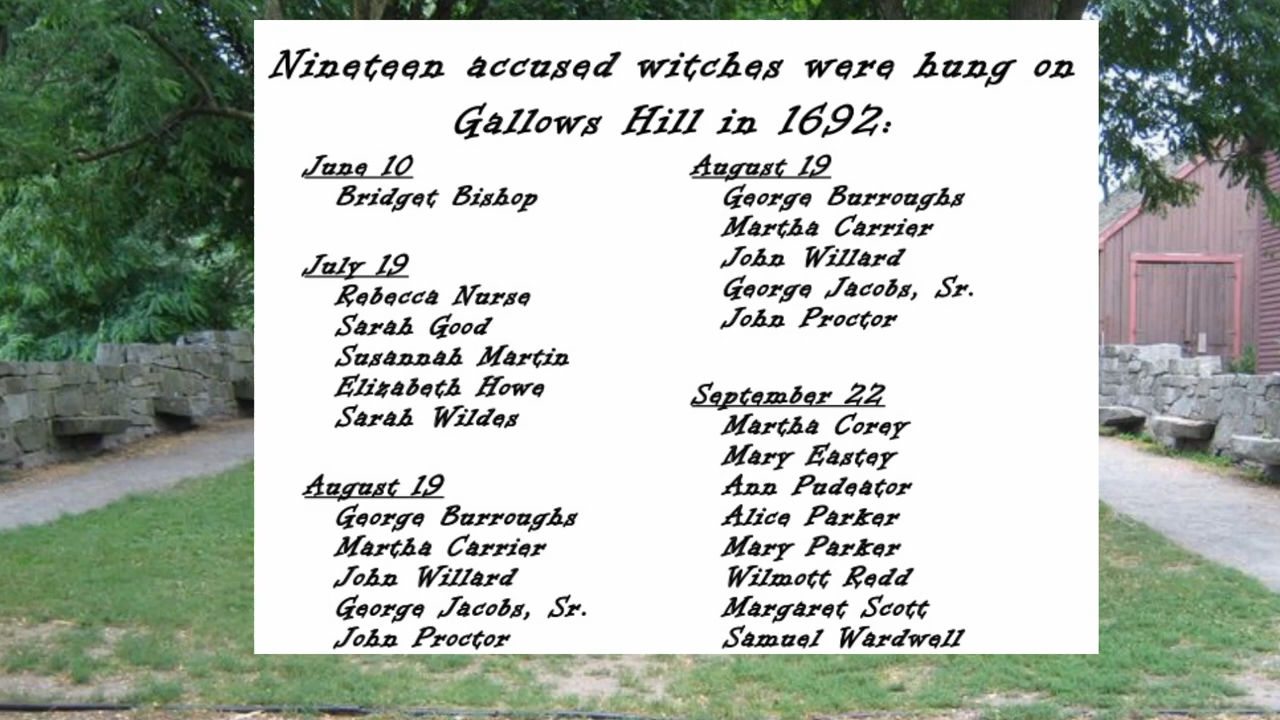 Nineteen accused witches were hung on
Gallows Hill in 1692:
June 10
Bridget Bishop
July 19
Rebecca Nurse
Sarah Good
Susannah Martin
Elizabeth Howe
Sarah Wildes
August 19
George Burroughs
Martha Carrier
John Willard
George Jacobs, Sr.
John Proctor
August 19
George Burroughs
Martha Carrier
John Willard
George Jacobs, Sr.
John Proctor
September 22
Martha Corey
Mary Eastey
Ann Pudeator
Alice Parker
Mary Parker
Wilmott Redd
Margaret Scott
Samuel Wardwell